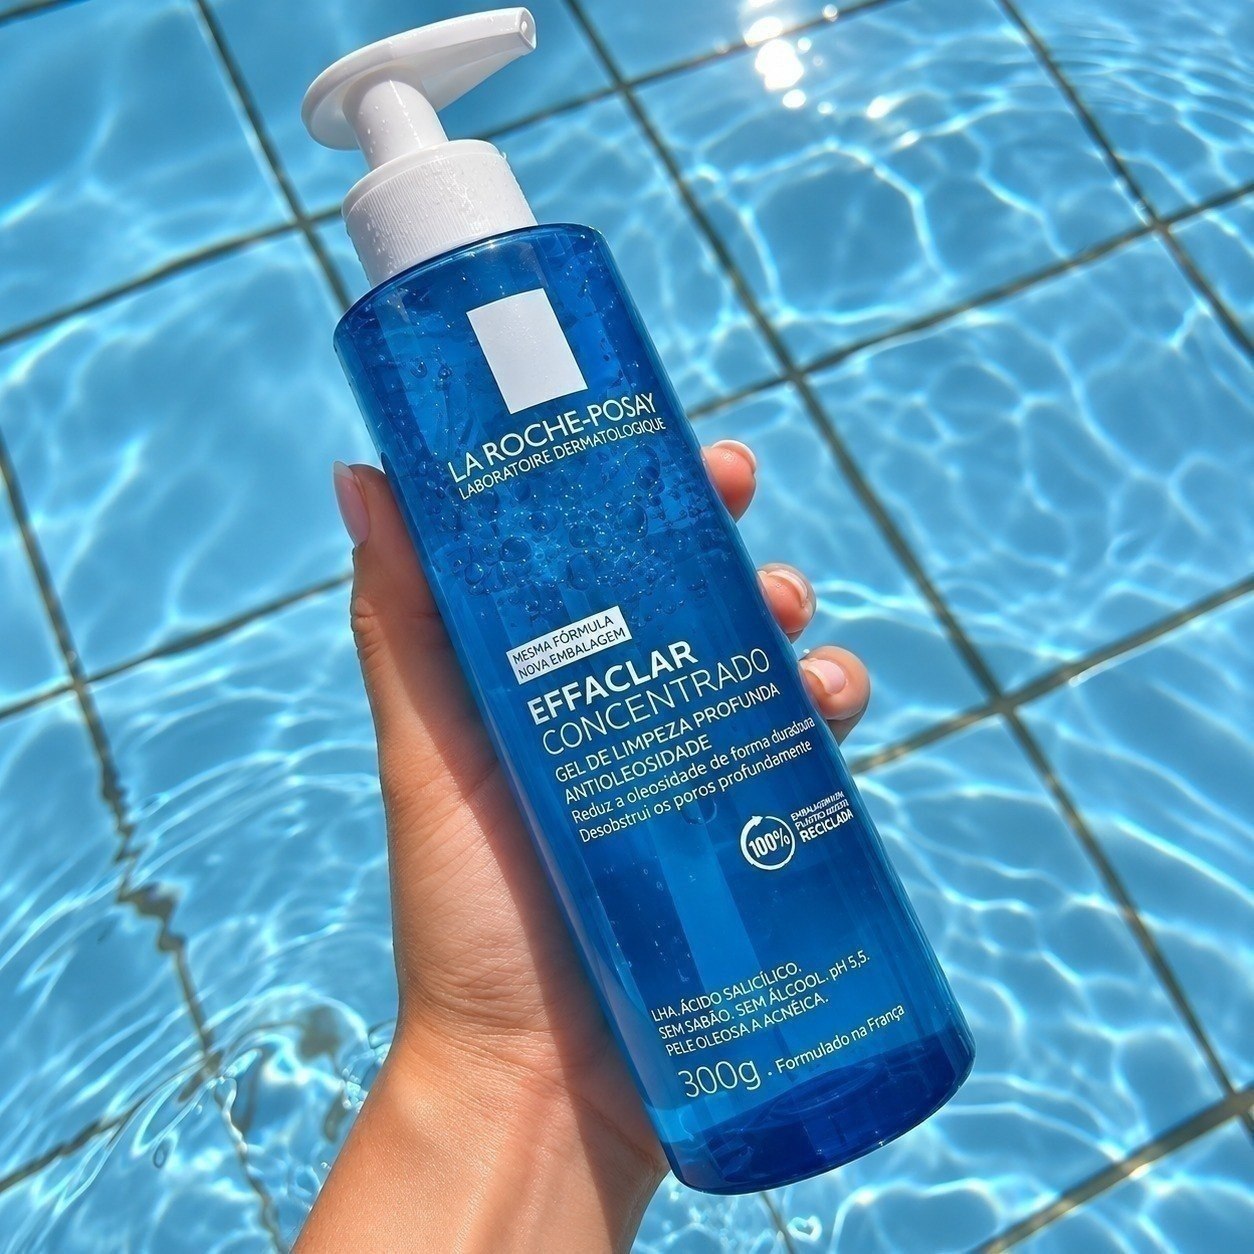 LA ROCHE-POSAY
LABORATOIRE DERMATOLOGIQUE
MESMA FÓRMULA
NOVA EMBALAGEM
EFFACLAR
CONCENTRADO
GEL DE LIMPEZA PROFUNDA
ANTIOLEOSIDADE
Reduz a oleosidade de forma duradoura
Desobstrui os poros profundamente
100%
RECICLADA
LHA. ÁCIDO SALICÍLICO.
SEM SABÃO. SEM ÁLCOOL. pH 5,5.
PELE OLEOSA A ACNÉICA.
300g . Formulado na França